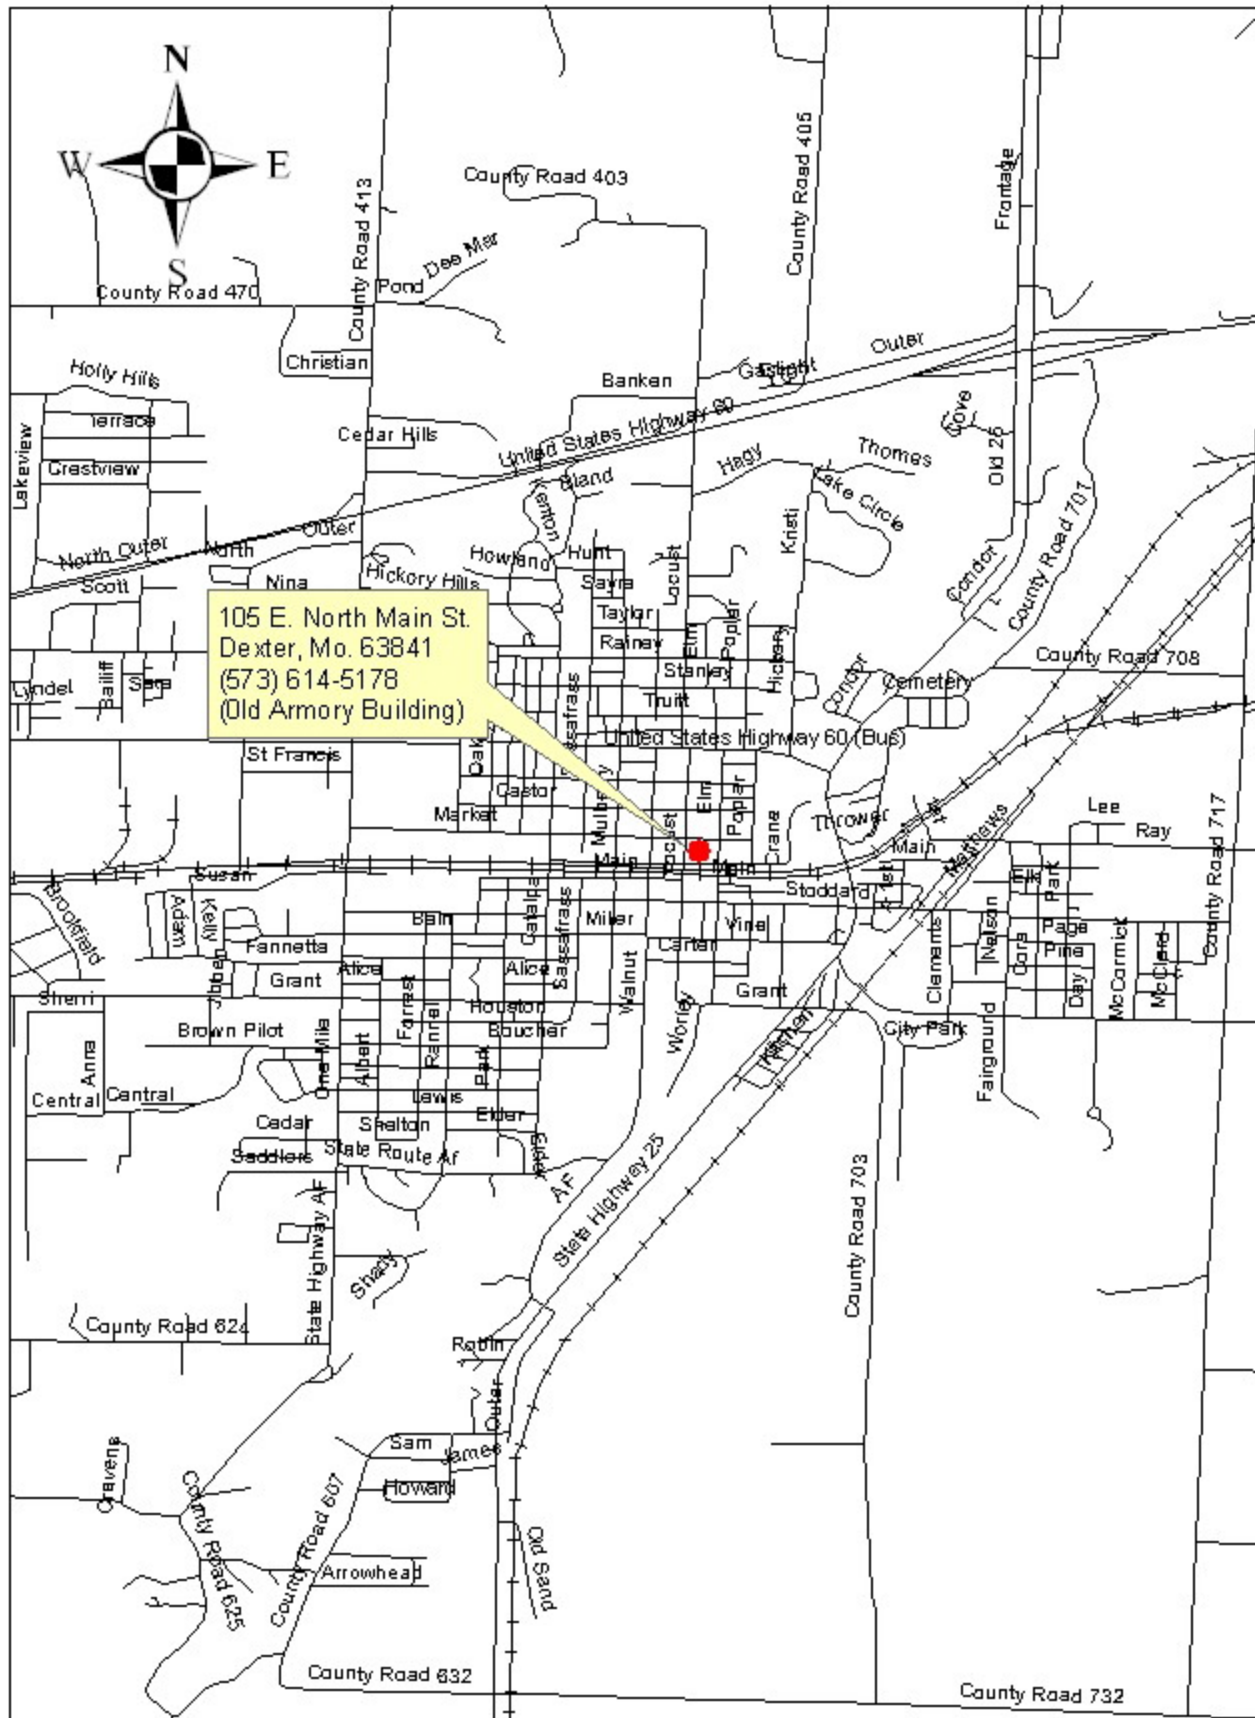 N
W
E
S
County Road 403
County Road 405
Frontage
County Road 413
Dee Mar
Pond
County Road 470
Christian
Outer
Gaslight
Banken
Holly Hills
Terrace
Cedar Hills
United States Highway 60
Cove
Lakeview
Crestview
Old 25
Thomes
Hagy
Bland
Kenton
Lake Circle
Kristi
County Road 707
North Outer
North
Outer
Howland
Hunt
Locust
Condor
Scott
Nina
Hickory Hills
Sayra
105 E. North Main St.
Dexter, Mo. 63841
(573) 614-5178
(Old Armory Building)
Taylor
Rainey
Elm
Poplar
Hickory
Stanley
County Road 708
Lyndel
Bailiff
Sara
Sassafrass
Truitt
Condor
Cemetery
United States Highway 60 (Bus)
St Francis
Oak
Castor
Mulberry
Elm
Poplar
Market
Locust
Crane
Thrower
Matthews
Lee
Ray
County Road 717
Main
Main
Main
Susan
Stoddard
1st
Elk
Park
Brookfield
Adam
Kelly
Bain
Catalpa
Sassafrass
Miller
Vine
Clements
Nelson
Page
Fannetta
Carter
Cora
Pine
McCormick
McClard
Jibben
Grant
Alice
Alice
Walnut
Day
Sherri
Forrest
Houston
Worley
Grant
Brown Pilot
Rannel
Boucher
Kitchen
City Park
Anna
One Mile
Albert
Park
Fairground
Central
Central
Lewis
Cedar
Shelton
Elder
Saddlers
State Route Af
Elder
AF
State Highway 25
County Road 703
State Highway AF
Shady
County Road 624
Robin
Outer
Sam
James
Cravens
Howard
County Road 625
County Road 607
Old Sand
Arrowhead
County Road 632
County Road 732